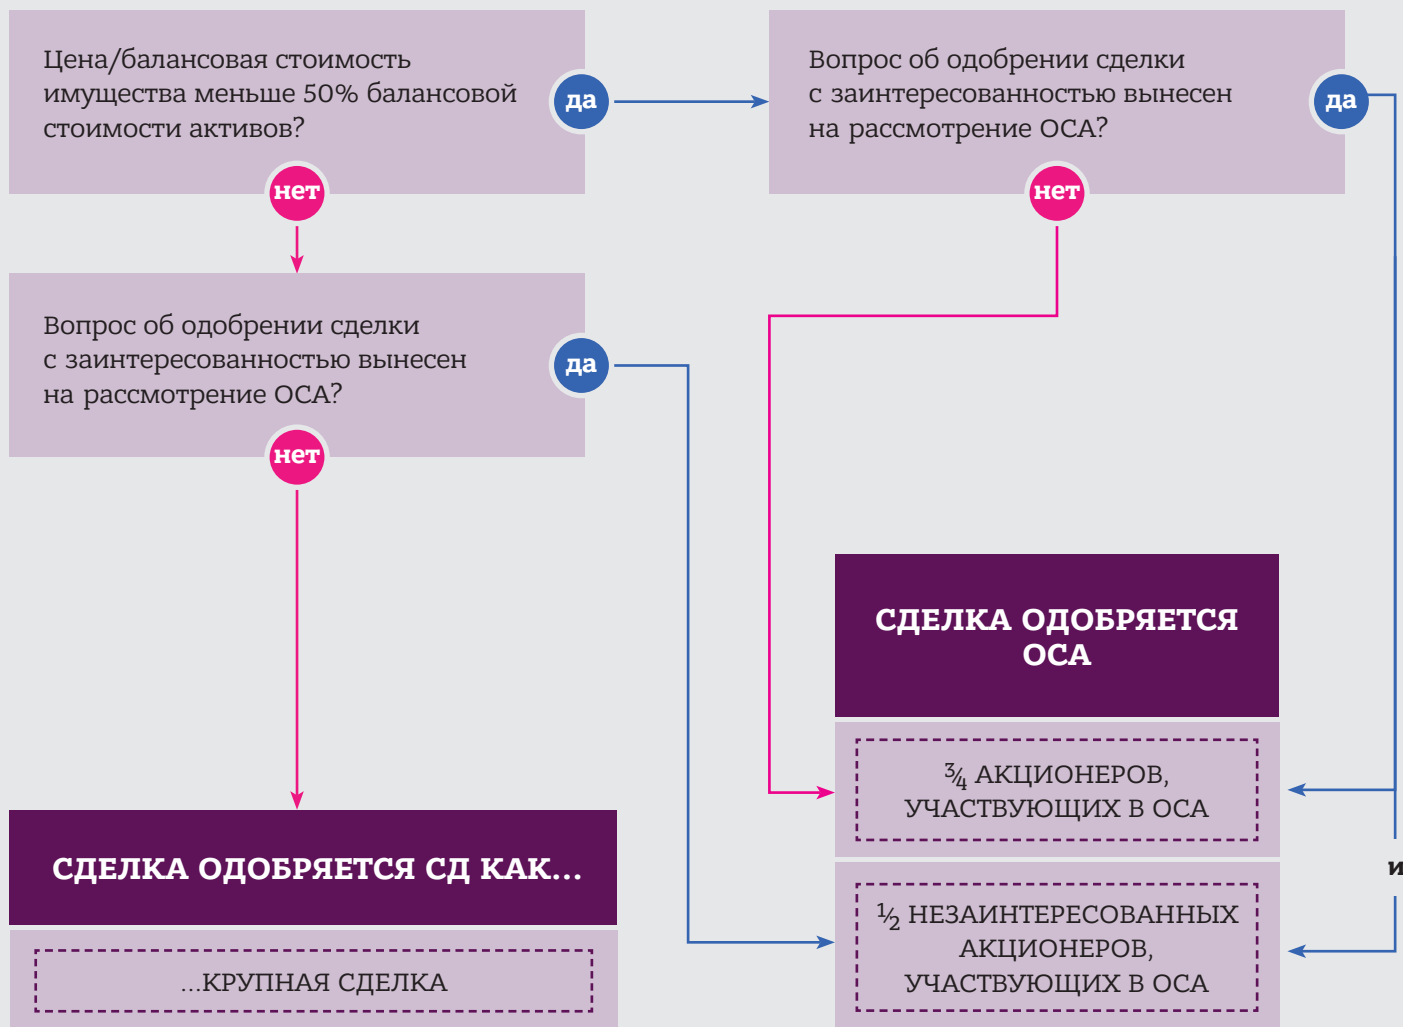 Цена/балансовая стоимость
имущества меньше 50% балансовой
стоимости активов?
да
нет
Вопрос об одобрении сделки
с заинтересованностью вынесен
на рассмотрение ОСА?
да
нет
Вопрос об одобрении сделки
с заинтересованностью вынесен
на рассмотрение ОСА?
да
нет
СДЕЛКА ОДОБРЯЕТСЯ
ОСА
¾ АКЦИОНЕРОВ,
УЧАСТВУЮЩИХ В ОСА
и
½ НЕЗАИНТЕРЕСОВАННЫХ
АКЦИОНЕРОВ,
УЧАСТВУЮЩИХ В ОСА
СДЕЛКА ОДОБРЯЕТСЯ СД КАК...
...КРУПНАЯ СДЕЛКА